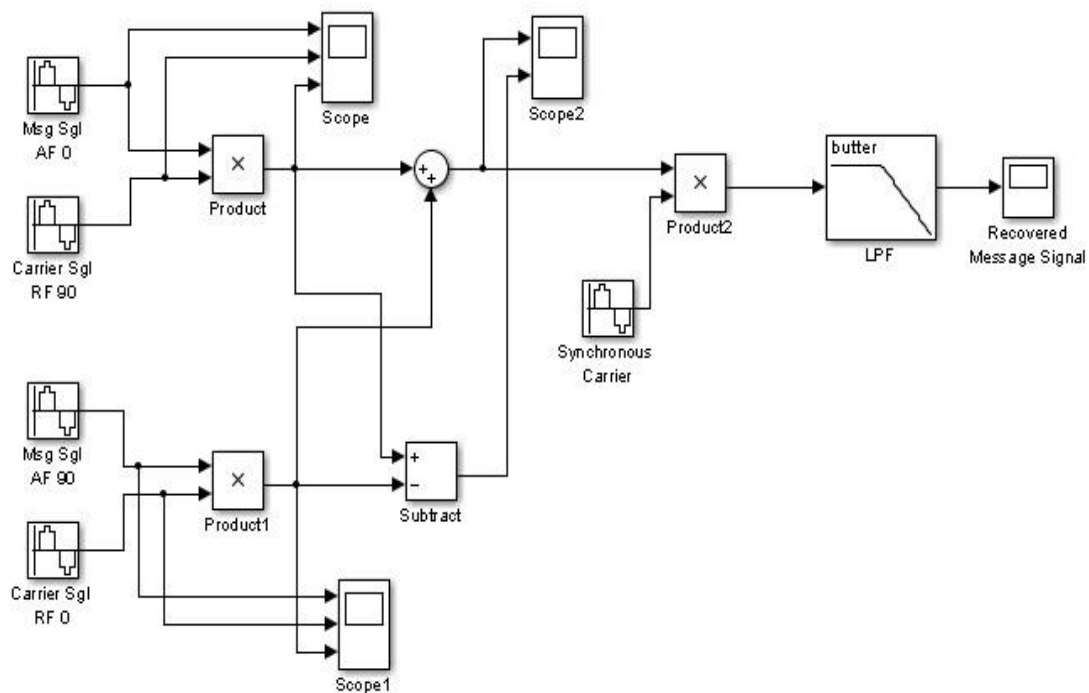 Msg Sgl
AF 0
Carrier Sgl
RF 90
×
Product
Scope
+
+
Scope2
×
Product2
butter
LPF
Recovered
Message Signal
Synchronous
Carrier
Msg Sgl
AF 90
Carrier Sgl
RF 0
×
Product1
+
−
Subtract
Scope1